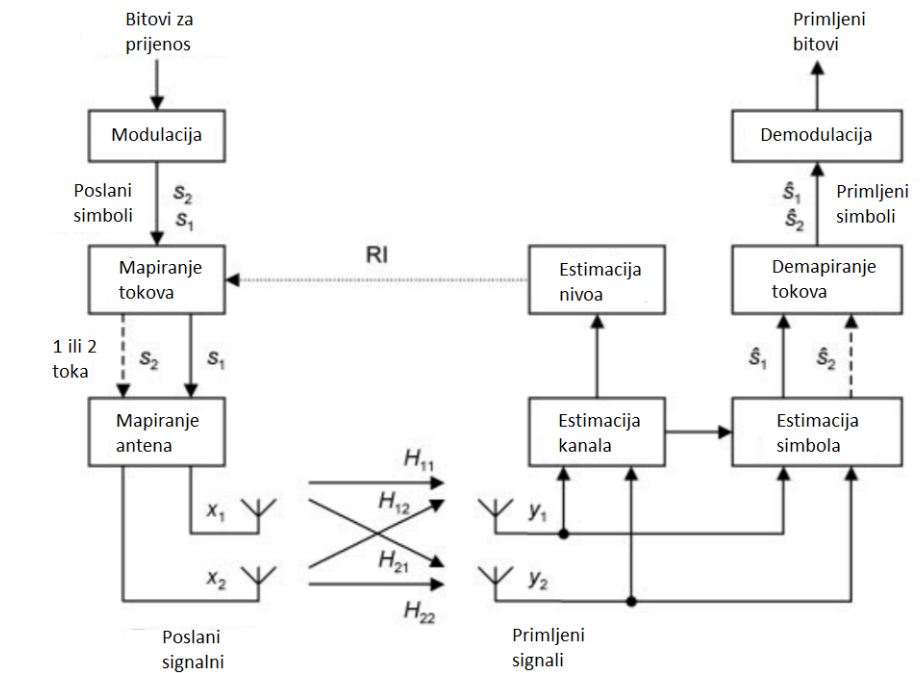 Bitovi za
prijenos
Primljeni
bitovi
Modulacija
Demodulacija
Poslani
simboli
s₂
s₁
ŝ₁
ŝ₂
Primljeni
simboli
Mapiranje
tokova
RI
Estimacija
nivoa
Demapiranje
tokova
1 ili 2
toka
s₂
s₁
ŝ₁
ŝ₂
Mapiranje
antena
Estimacija
kanala
Estimacija
simbola
H₁₁
H₁₂
H₂₁
H₂₂
x₁
x₂
y₁
y₂
Poslani
signalni
Primljeni
signali